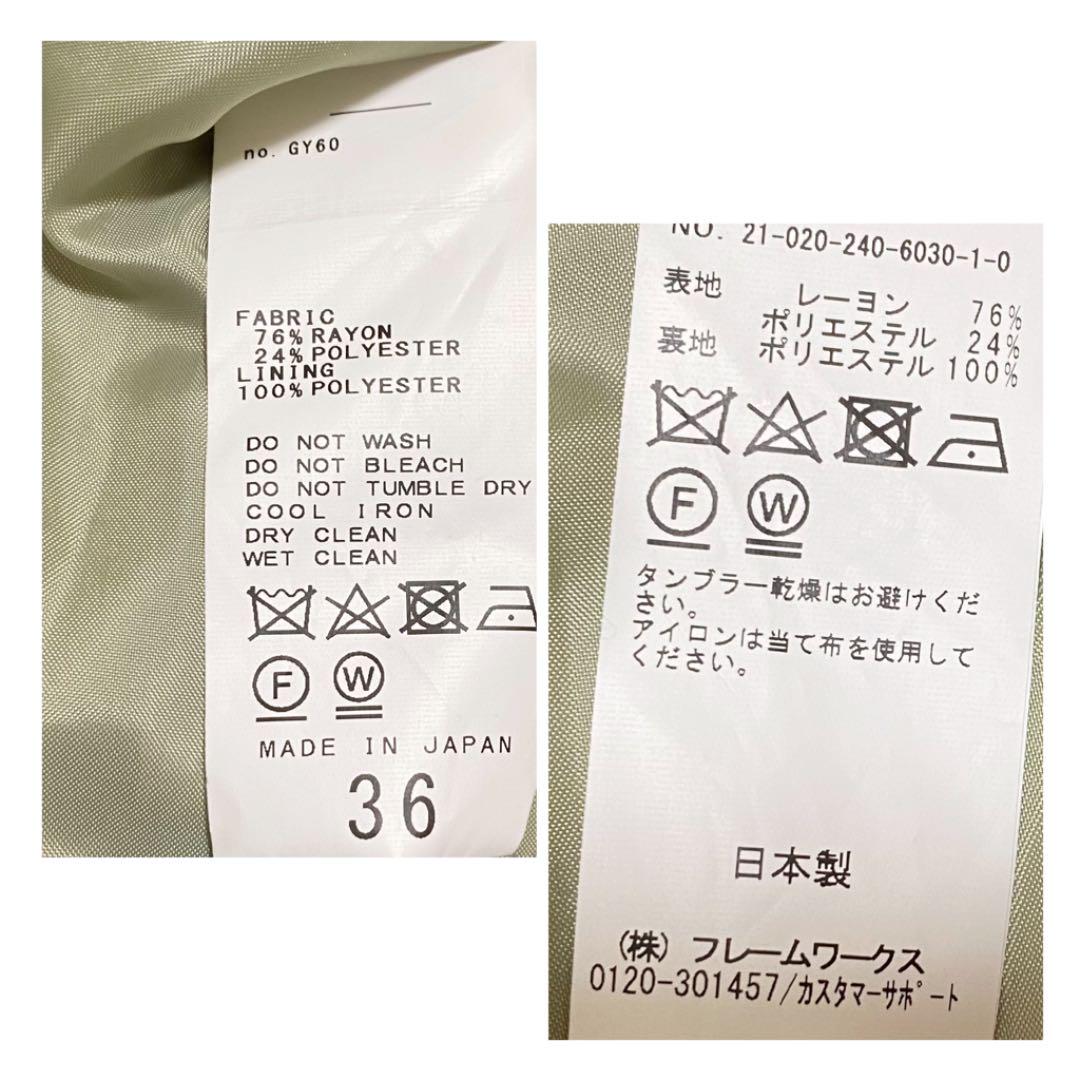 no. GY60
FABRIC
76% RAYON
24% POLYESTER
LINING
100% POLYESTER
DO NOT WASH
DO NOT BLEACH
DO NOT TUMBLE DRY
COOL IRON
DRY CLEAN
WET CLEAN
F W
MADE IN JAPAN
36
NO. 21-020-240-6030-1-0
表地 レーヨン 76%
ポリエステル 24%
裏地 ポリエステル 100%
F W
タンブラー乾燥はお避けくだ
さい。
アイロンは当て布を使用して
ください。
日本製
(株) フレームワークス
0120-301457/カスタマーサポート